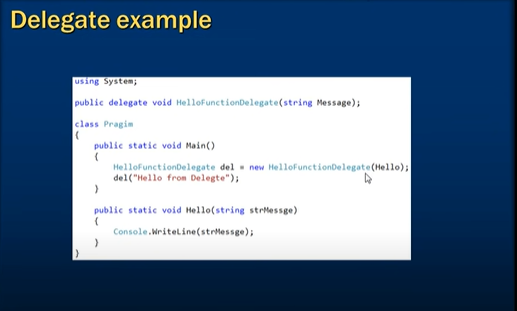 Delegate example
using System;
public delegate void HelloFunctionDelegate(string Message);
class Pragim
{
public static void Main()
{
HelloFunctionDelegate del = new HelloFunctionDelegate(Hello);
del("Hello from Delegte");
}
public static void Hello(string strMessge)
{
Console.WriteLine(strMessge);
}
}